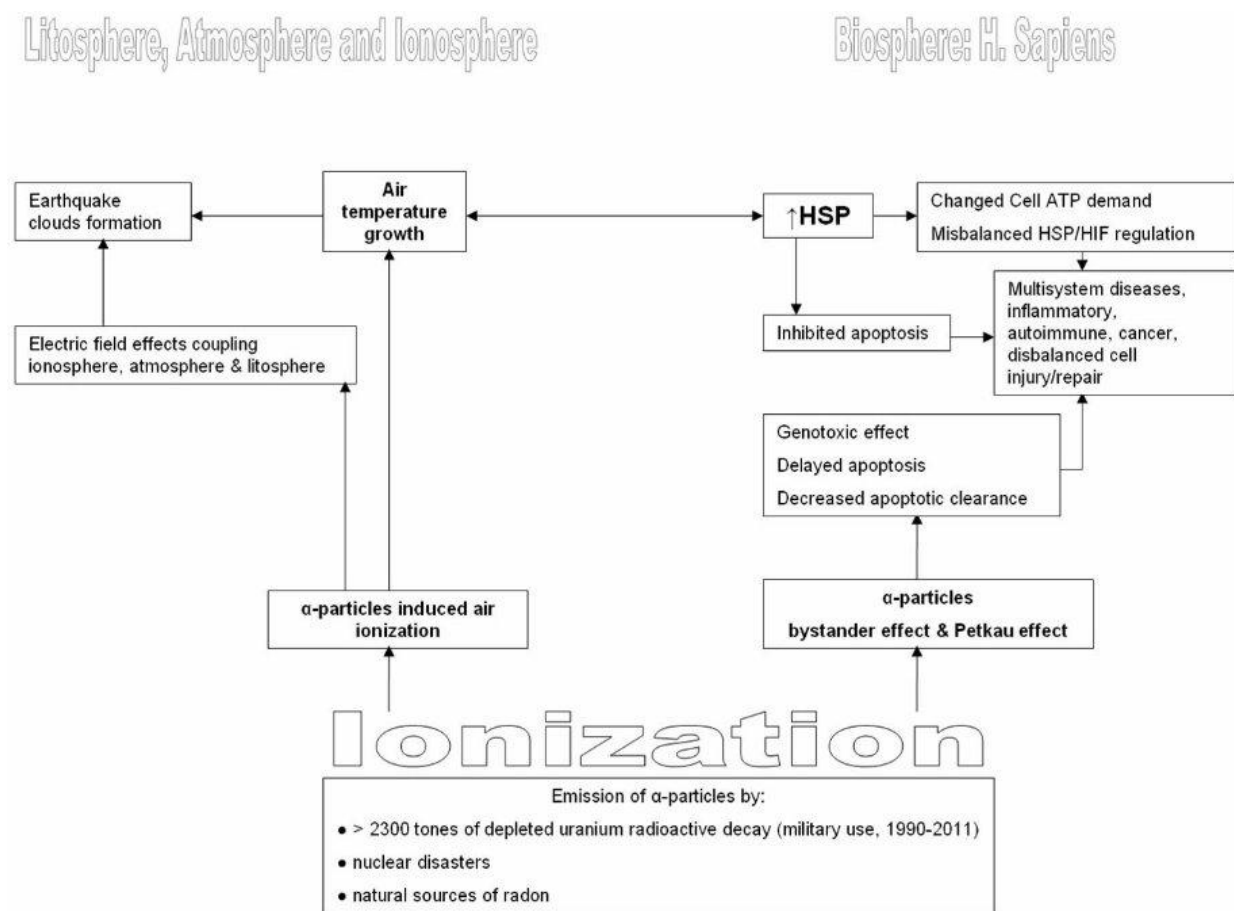 Litosphere, Atmosphere and Ionosphere
Biosphere: H. Sapiens
Earthquake
clouds formation
Air
temperature
growth
↑HSP
Changed Cell ATP demand
Misbalanced HSP/HIF regulation
Electric field effects coupling
ionosphere, atmosphere & litosphere
Inhibited apoptosis
Multisystem diseases,
inflammatory,
autoimmune, cancer,
disbalanced cell
injury/repair
Genotoxic effect
Delayed apoptosis
Decreased apoptotic clearance
α-particles induced air
ionization
α-particles
bystander effect & Petkau effect
Ionization
Emission of α-particles by:
● > 2300 tones of depleted uranium radioactive decay (military use, 1990-2011)
● nuclear disasters
● natural sources of radon